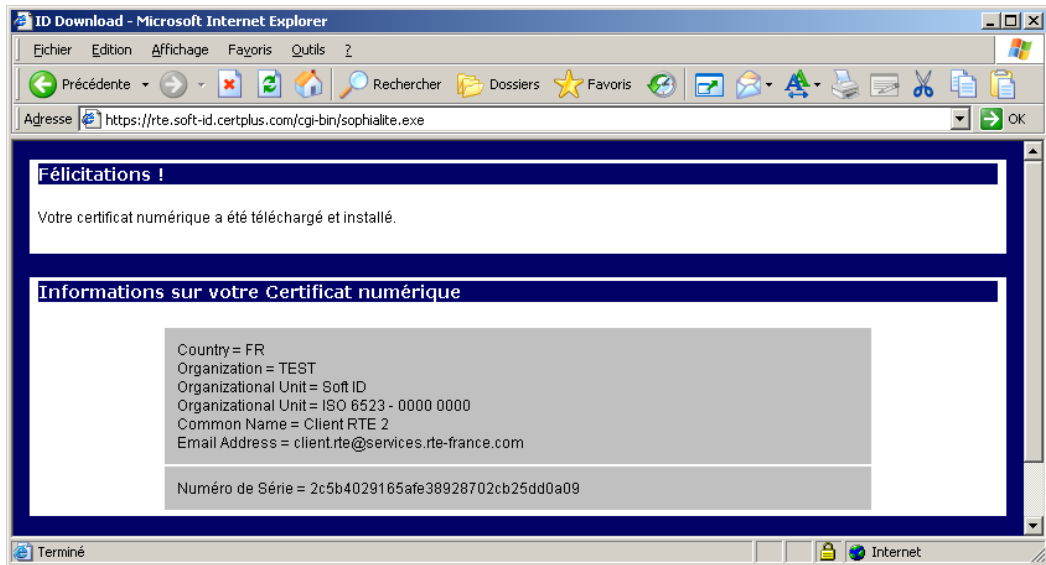 ID Download - Microsoft Internet Explorer
Fichier Edition Affichage Favoris Outils ?
Précédente Rechercher Dossiers Favoris
Adresse https://rte.soft-id.certplus.com/cgi-bin/sophialite.exe OK
Félicitations !
Votre certificat numérique a été téléchargé et installé.
Informations sur votre Certificat numérique
Country = FR
Organization = TEST
Organizational Unit = Soft ID
Organizational Unit = ISO 6523 - 0000 0000
Common Name = Client RTE 2
Email Address = client.rte@services.rte-france.com
Numéro de Série = 2c5b4029165afe38928702cb25dd0a09
Terminé Internet